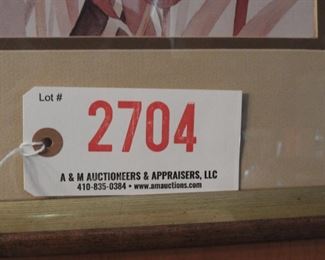 Lot #
2704
A & M AUCTIONEERS & APPRAISERS, LLC
410-835-0384 • www.amauctions.com